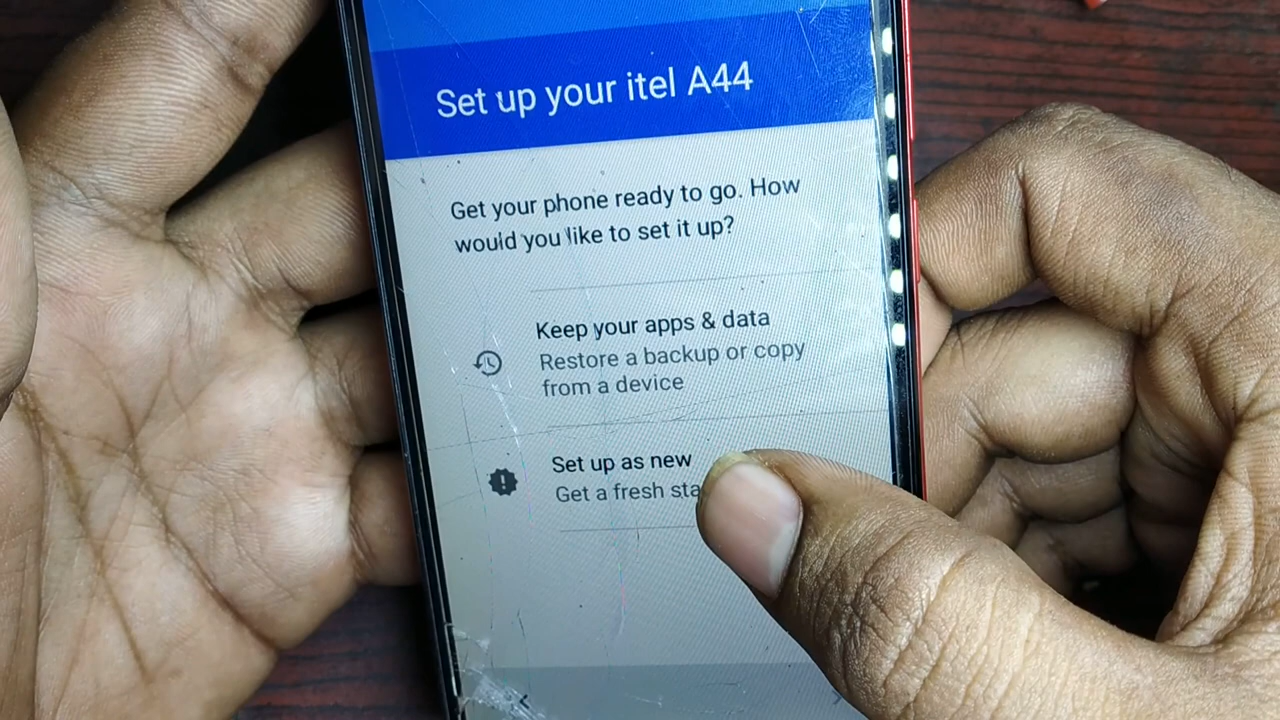 Set up your itel A44
Get your phone ready to go. How
would you like to set it up?
Keep your apps & data
Restore a backup or copy
from a device
Set up as new
Get a fresh